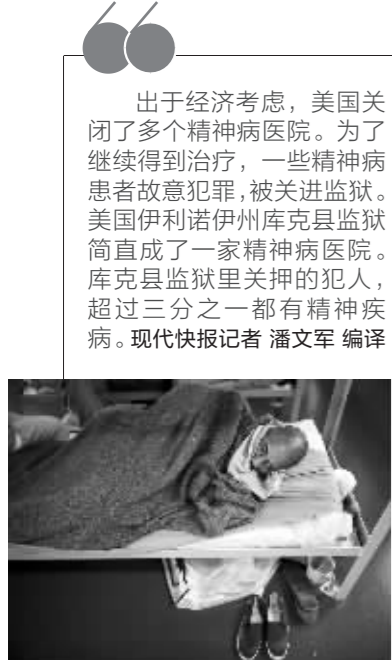 出于经济考虑，美国关
闭了多个精神病医院。为了
继续得到治疗，一些精神病
患者故意犯罪，被关进监狱。
美国伊利诺伊州库克县监狱
简直成了一家精神病医院。
库克县监狱里关押的犯人，
超过三分之一都有精神疾
病。现代快报记者 潘文军 编译